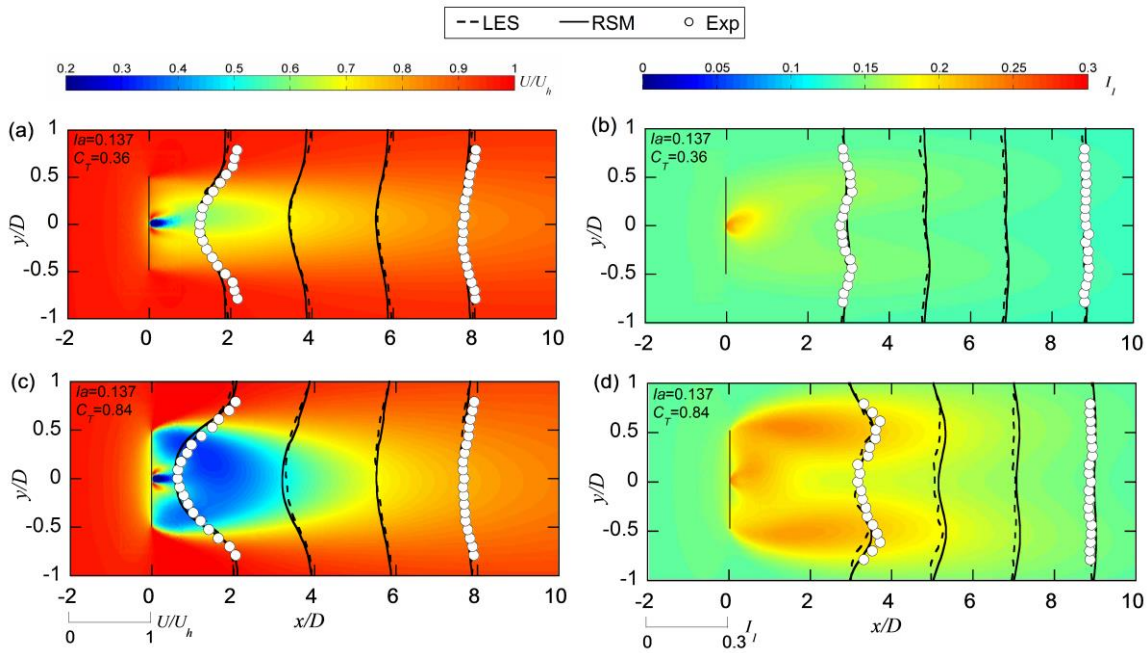 LES RSM Exp
0.2 0.3 0.4 0.5 0.6 0.7 0.8 0.9 1
U/U_h
0 0.05 0.1 0.15 0.2 0.25 0.3
I_l
(a)
Ia=0.137
C_T=0.36
y/D
1
0.5
0
-0.5
-1
-2 0 2 4 6 8 10
(b)
Ia=0.137
C_T=0.36
y/D
1
0.5
0
-0.5
-1
-2 0 2 4 6 8 10
(c)
Ia=0.137
C_T=0.84
y/D
1
0.5
0
-0.5
-1
-2 0 2 4 6 8 10
x/D
U/U_h
0 1
(d)
Ia=0.137
C_T=0.84
y/D
1
0.5
0
-0.5
-1
-2 0 2 4 6 8 10
x/D
I_l
0 0.3